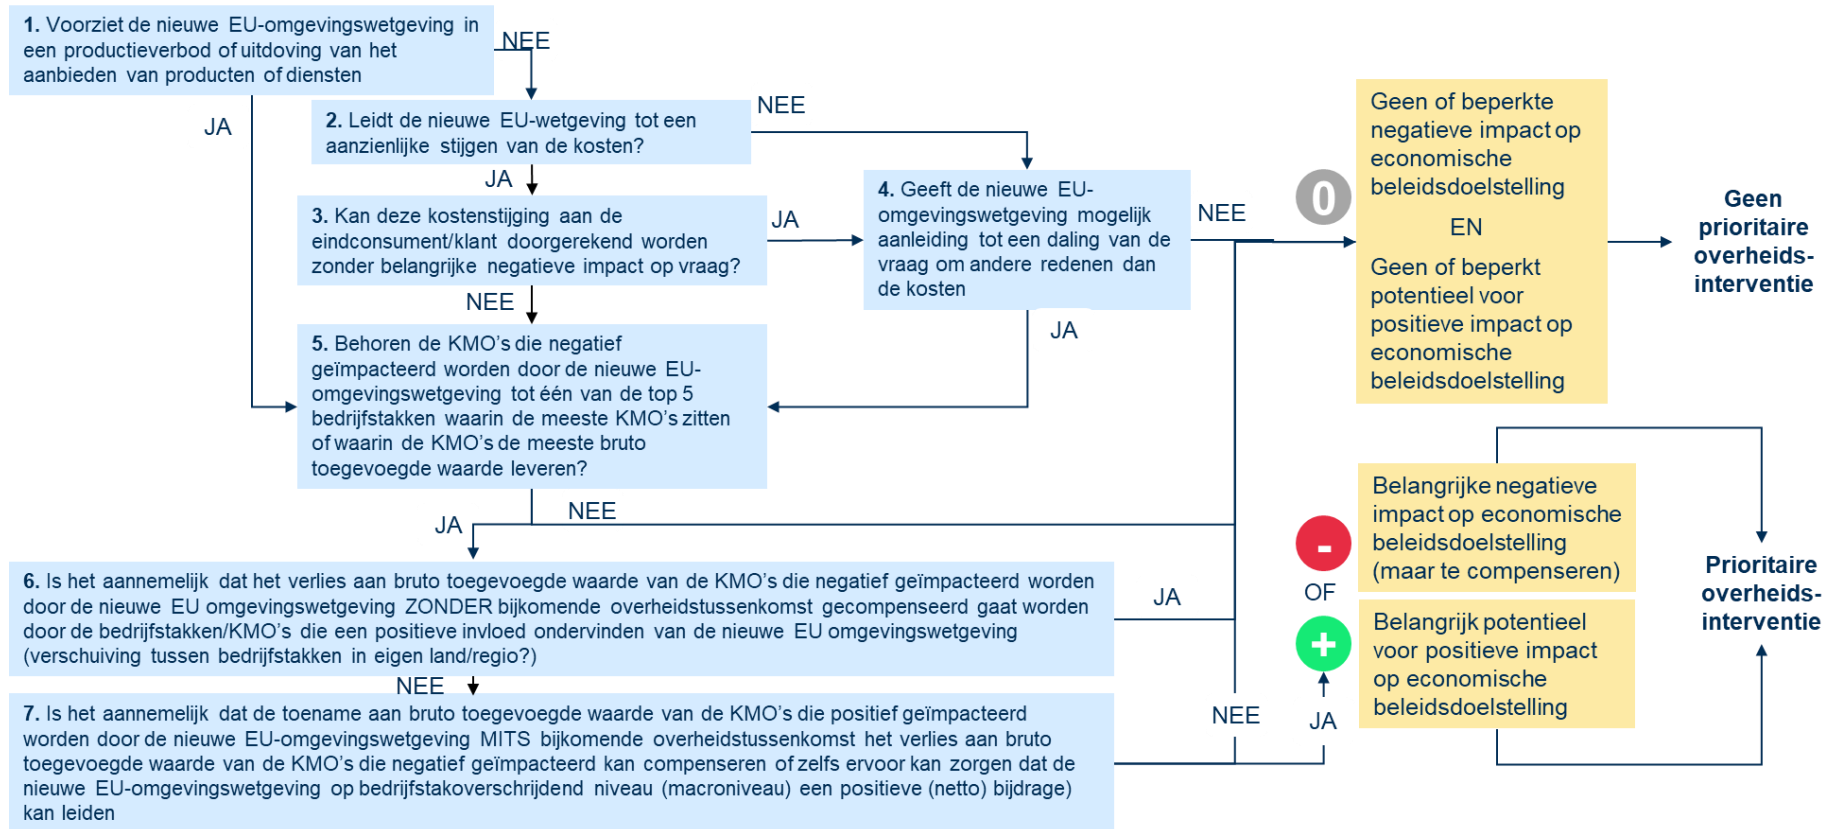 1. Voorziet de nieuwe EU-omgevingswetgeving in
een productieverbod of uitdoving van het
aanbieden van producten of diensten
NEE
JA
2. Leidt de nieuwe EU-wetgeving tot een
aanzienlijke stijgen van de kosten?
NEE
JA
3. Kan deze kostenstijging aan de
eindconsument/klant doorgerekend worden
zonder belangrijke negatieve impact op vraag?
JA
NEE
4. Geeft de nieuwe EU-
omgevingswetgeving mogelijk
aanleiding tot een daling van de
vraag om andere redenen dan
de kosten
NEE
JA
5. Behoren de KMO's die negatief
geïmpacteerd worden door de nieuwe EU-
omgevingswetgeving tot één van de top 5
bedrijfstakken waarin de meeste KMO's zitten
of waarin de KMO's de meeste bruto
toegevoegde waarde leveren?
JA
NEE
6. Is het aannemelijk dat het verlies aan bruto toegevoegde waarde van de KMO's die negatief geïmpacteerd worden
door de nieuwe EU omgevingswetgeving ZONDER bijkomende overheidstussenkomst gecompenseerd gaat worden
door de bedrijfstakken/KMO's die een positieve invloed ondervinden van de nieuwe EU omgevingswetgeving
(verschuiving tussen bedrijfstakken in eigen land/regio?)
JA
NEE
7. Is het aannemelijk dat de toename aan bruto toegevoegde waarde van de KMO's die positief geïmpacteerd
worden door de nieuwe EU-omgevingswetgeving MITS bijkomende overheidstussenkomst het verlies aan bruto
toegevoegde waarde van de KMO's die negatief geïmpacteerd kan compenseren of zelfs ervoor kan zorgen dat de
nieuwe EU-omgevingswetgeving op bedrijfstakoverschrijdend niveau (macroniveau) een positieve (netto) bijdrage)
kan leiden
NEE
JA
0
Geen of beperkte
negatieve impact op
economische
beleidsdoelstelling
EN
Geen of beperkt
potentieel voor
positieve impact op
economische
beleidsdoelstelling
Geen
prioritaire
overheids-
interventie
-
OF
+
Belangrijke negatieve
impact op economische
beleidsdoelstelling
(maar te compenseren)
Belangrijk potentieel
voor positieve impact
op economische
beleidsdoelstelling
Prioritaire
overheids-
interventie